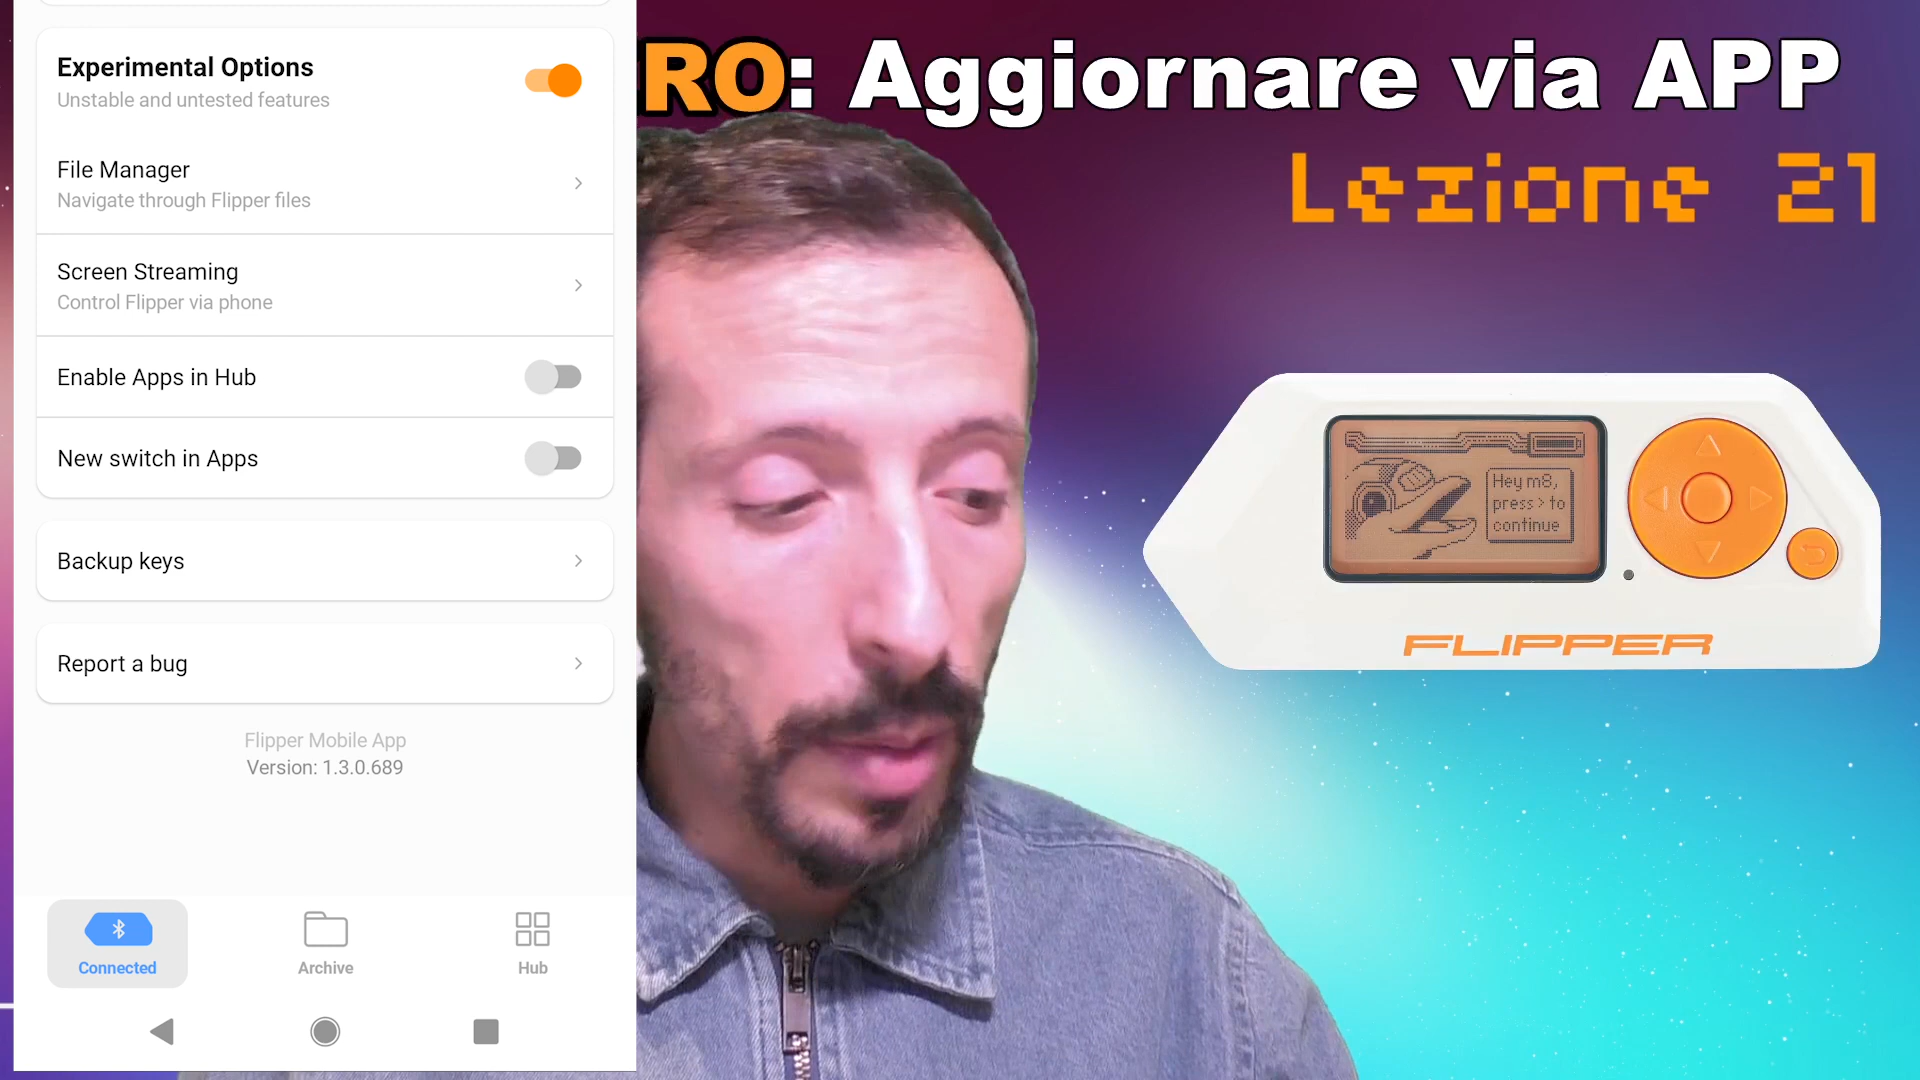 Experimental Options
Unstable and untested features
File Manager
Navigate through Flipper files
Screen Streaming
Control Flipper via phone
Enable Apps in Hub
New switch in Apps
Backup keys
Report a bug
Flipper Mobile App
Version: 1.3.0.689
Connected
Archive
Hub
RO: Aggiornare via APP
Lezione 21
Hey m8,
press > to
continue
FLIPPER